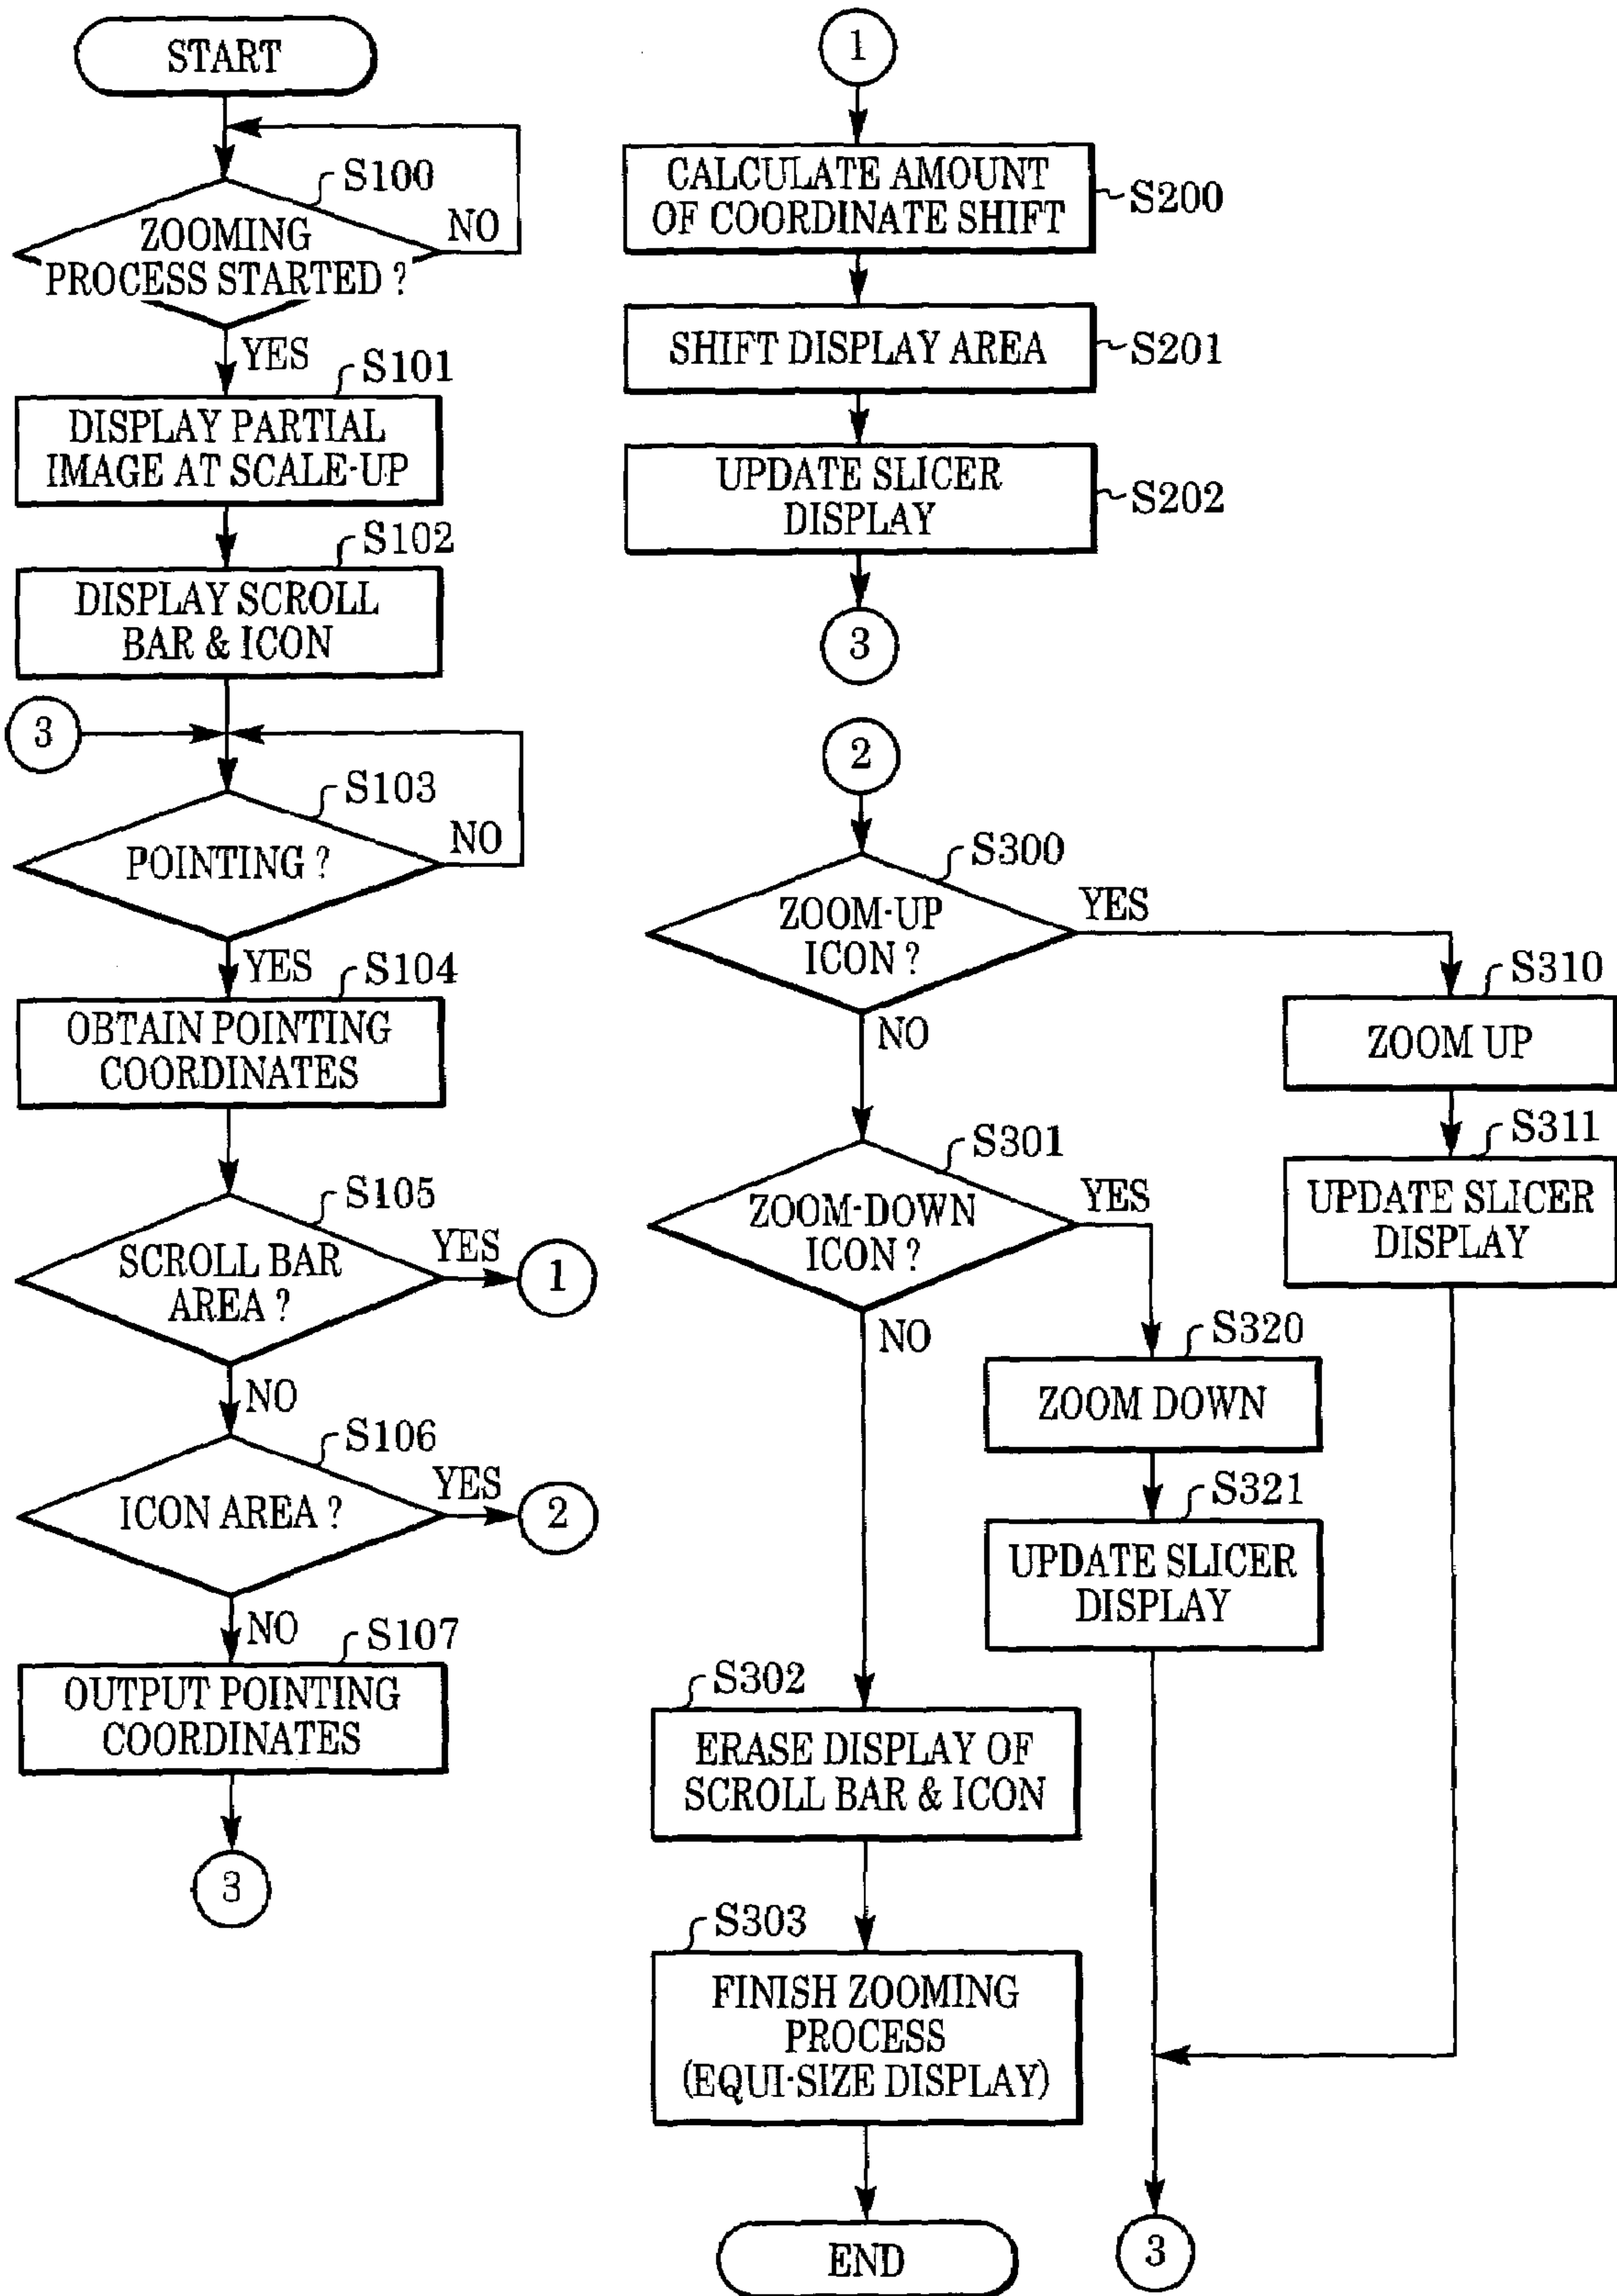 START
S100
ZOOMING
PROCESS STARTED ?
NO
YES
S101
DISPLAY PARTIAL
IMAGE AT SCALE-UP
S102
DISPLAY SCROLL
BAR & ICON
3
S103
POINTING ?
NO
YES
S104
OBTAIN POINTING
COORDINATES
S105
SCROLL BAR
AREA ?
YES
1
NO
S106
ICON AREA ?
YES
2
NO
S107
OUTPUT POINTING
COORDINATES
3
1
CALCULATE AMOUNT
OF COORDINATE SHIFT
S200
SHIFT DISPLAY AREA
S201
UPDATE SLICER
DISPLAY
S202
3
2
S300
ZOOM-UP
ICON ?
YES
NO
S310
ZOOM UP
S311
UPDATE SLICER
DISPLAY
S301
ZOOM-DOWN
ICON ?
YES
NO
S320
ZOOM DOWN
S321
UPDATE SLICER
DISPLAY
S302
ERASE DISPLAY OF
SCROLL BAR & ICON
S303
FINISH ZOOMING
PROCESS
(EQUI-SIZE DISPLAY)
END
3